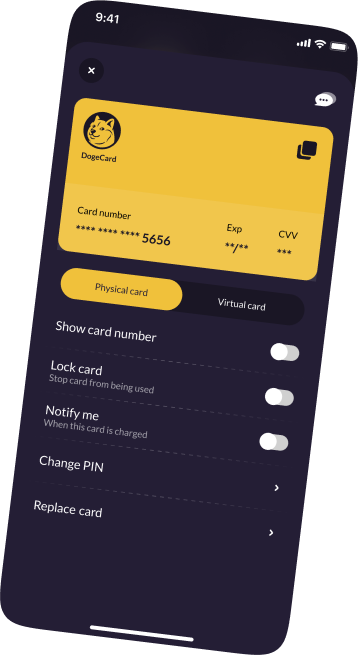 9:41
DogeCard
Card number Exp CVV
**** **** **** 5656 **/** ***
Physical card Virtual card
Show card number
Lock card
Stop card from being used
Notify me
When this card is charged
Change PIN
Replace card